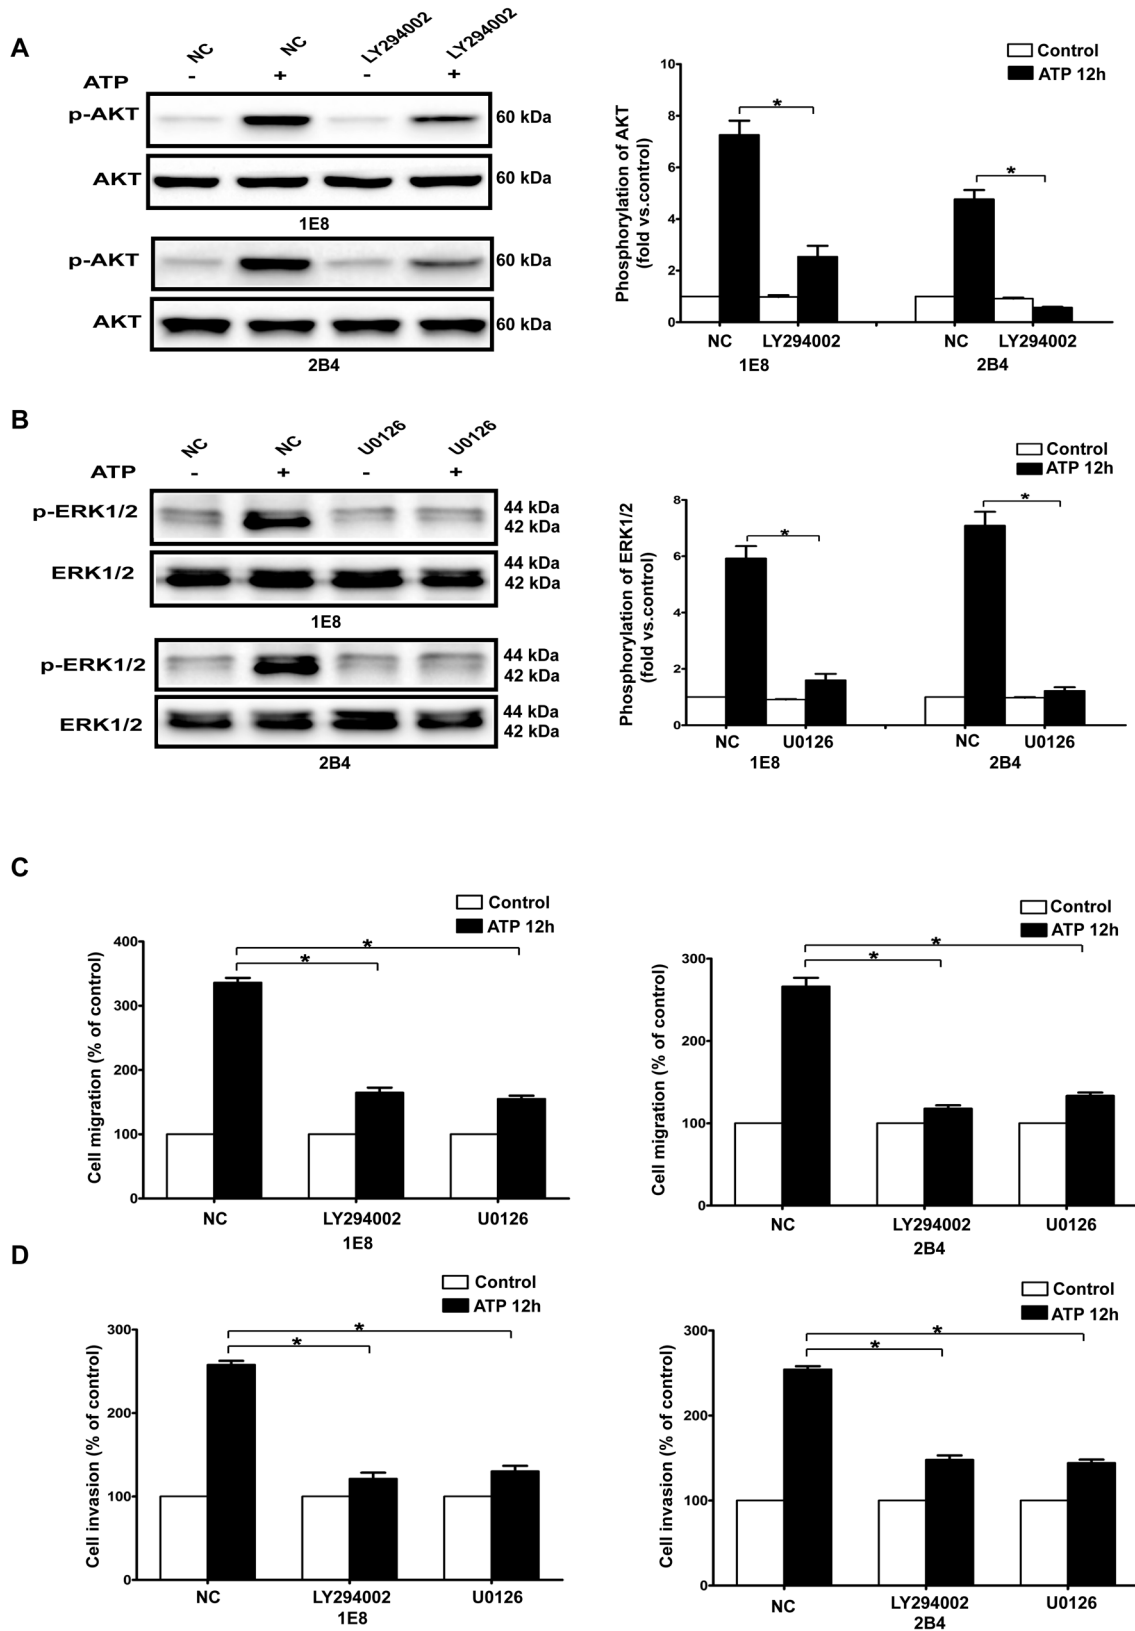 A
NC NC LY294002 LY294002
ATP - + - +
p-AKT 60 kDa
AKT 60 kDa
1E8
p-AKT 60 kDa
AKT 60 kDa
2B4
Control
ATP 12h
Phosphorylation of AKT
(fold vs.control)
10
8
6
4
2
0
*
*
NC LY294002 NC LY294002
1E8 2B4
B
NC NC U0126 U0126
ATP - + - +
p-ERK1/2 44 kDa
42 kDa
ERK1/2 44 kDa
42 kDa
1E8
p-ERK1/2 44 kDa
42 kDa
ERK1/2 44 kDa
42 kDa
2B4
Control
ATP 12h
Phosphorylation of ERK1/2
(fold vs.control)
8
6
4
2
0
*
*
NC U0126 NC U0126
1E8 2B4
C
Control
ATP 12h
Cell migration (% of control)
400
300
200
100
0
*
*
NC LY294002 U0126
1E8
Control
ATP 12h
Cell migration (% of control)
300
200
100
0
*
*
NC LY294002 U0126
2B4
D
Control
ATP 12h
Cell invasion (% of control)
300
200
100
0
*
*
NC LY294002 U0126
1E8
Control
ATP 12h
Cell invasion (% of control)
300
200
100
0
*
*
NC LY294002 U0126
2B4